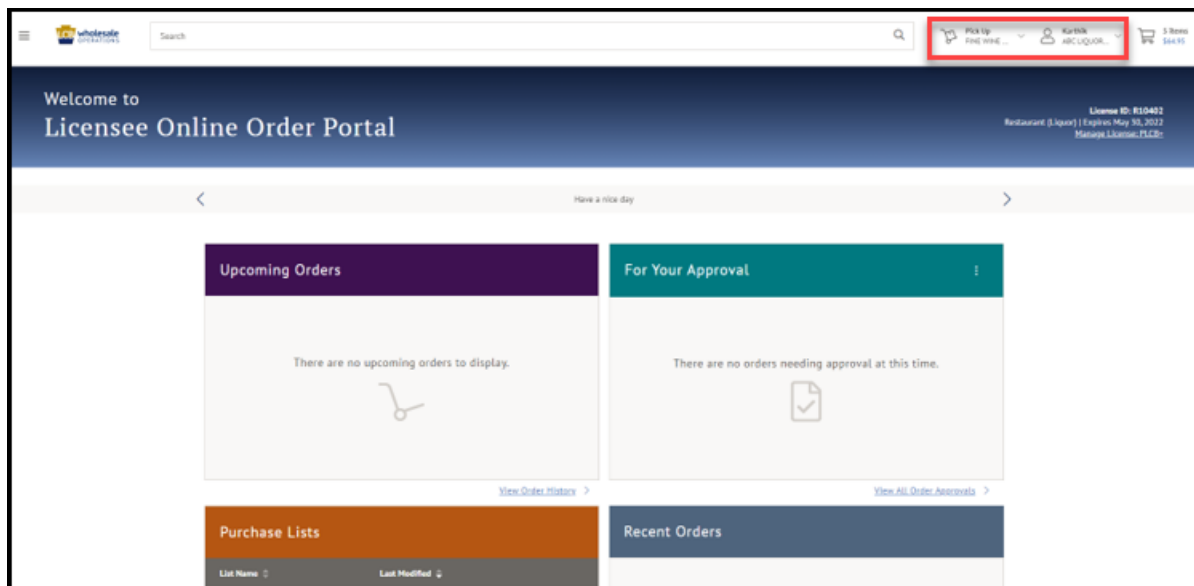 wholesale
OPERATIONS
Search
Pick Up
FINE WINE ...
Karthik
ABC LIQUOR...
3 Items
$64.95
Welcome to
Licensee Online Order Portal
License ID: R10402
Restaurant (Liquor) | Expires May 30, 2022
Manage License: PLCB+
Have a nice day
Upcoming Orders
For Your Approval
There are no upcoming orders to display.
There are no orders needing approval at this time.
View Order History
View All Order Approvals
Purchase Lists
Recent Orders
List Name
Last Modified